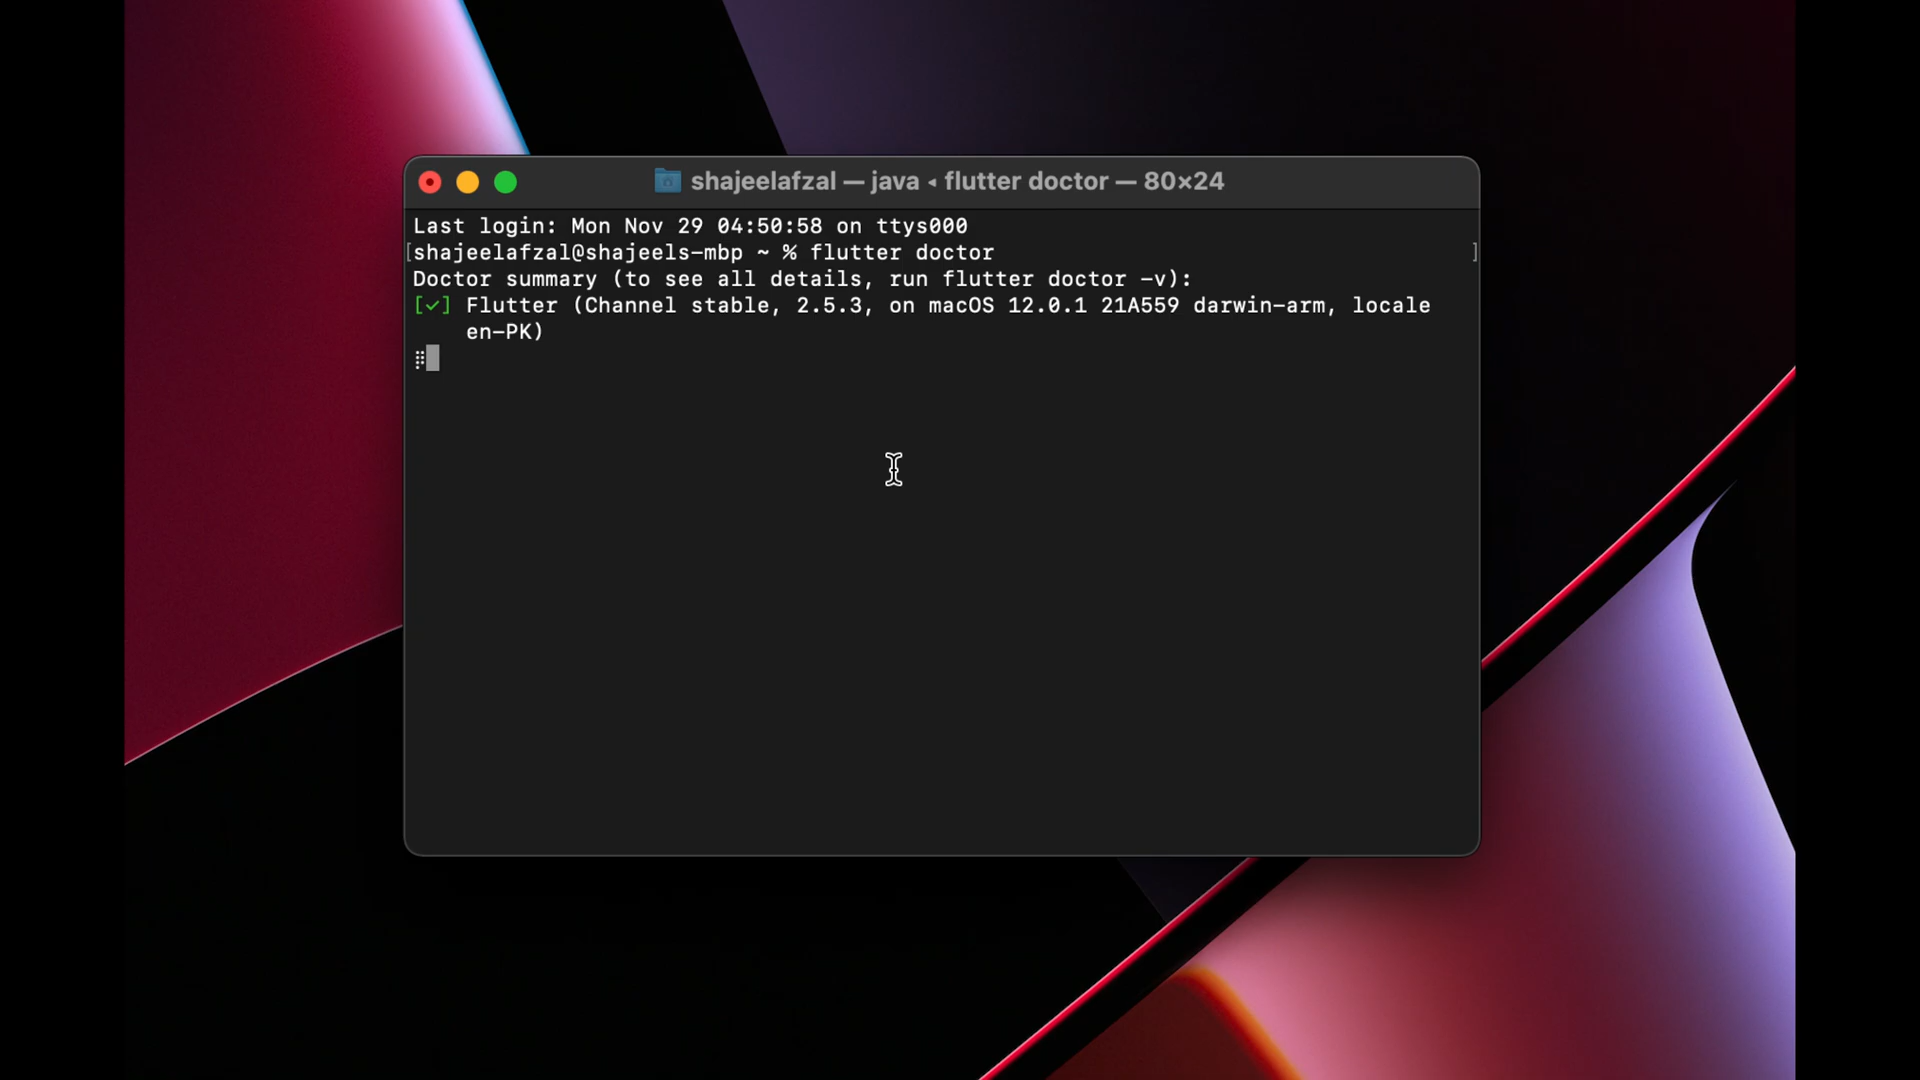 shajeelafzal — java ◂ flutter doctor — 80×24
Last login: Mon Nov 29 04:50:58 on ttys000
[shajeelafzal@shajeels-mbp ~ % flutter doctor ]
Doctor summary (to see all details, run flutter doctor -v):
[✓] Flutter (Channel stable, 2.5.3, on macOS 12.0.1 21A559 darwin-arm, locale
en-PK)